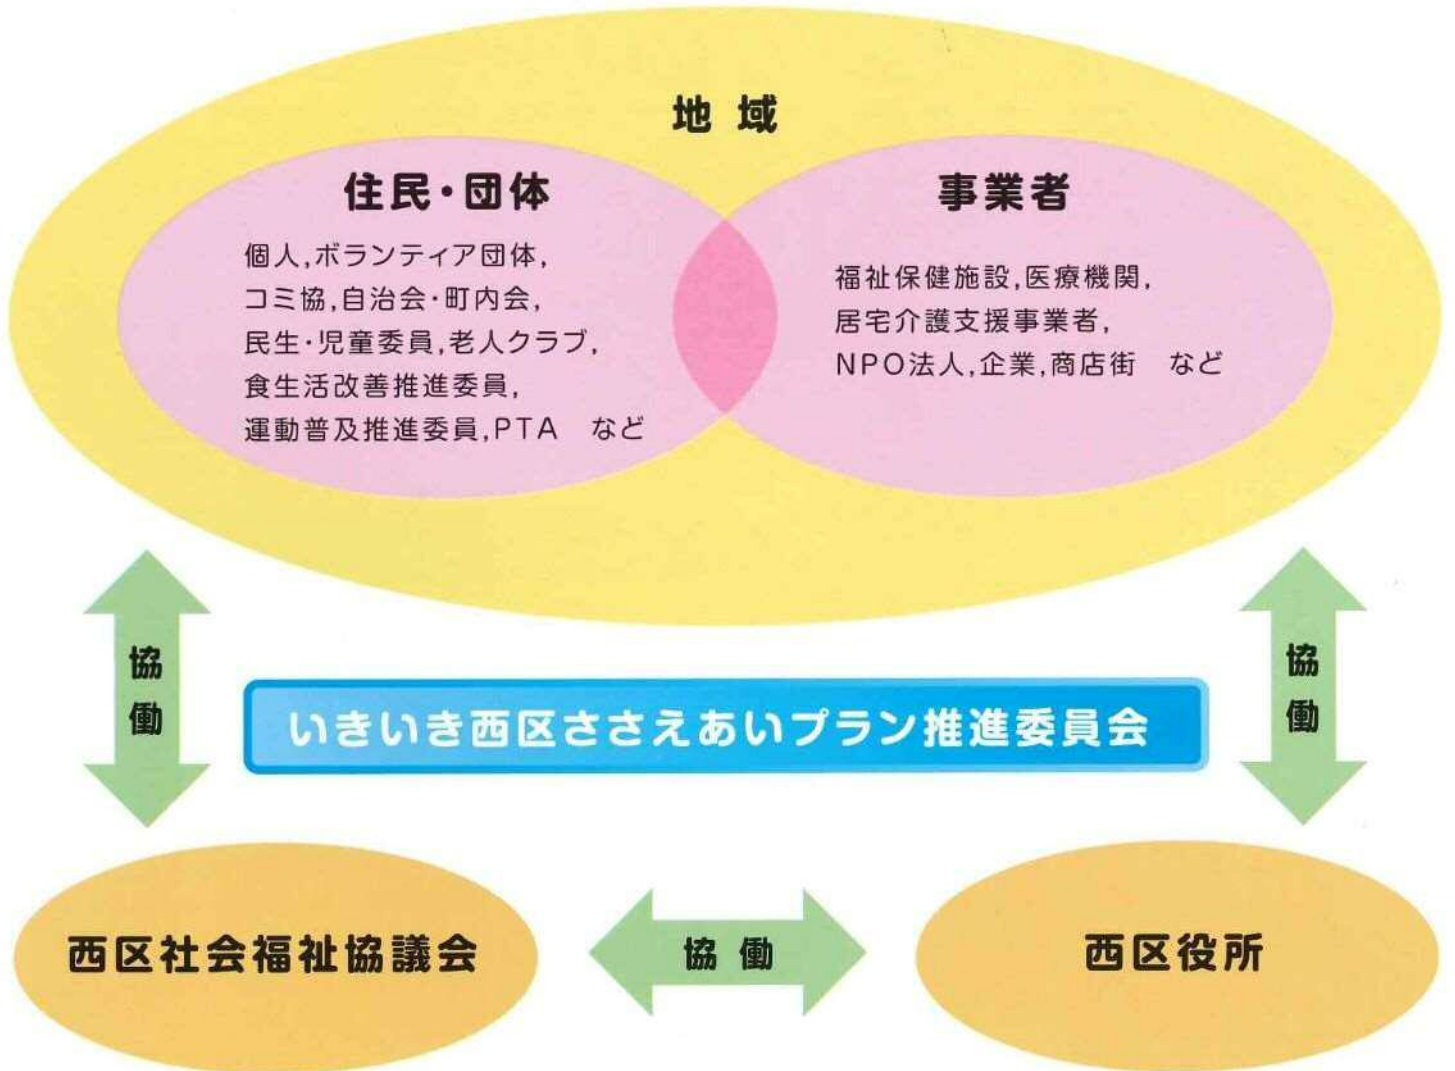 地域
住民・団体
個人,ボランティア団体,
コミ協,自治会・町内会,
民生・児童委員,老人クラブ,
食生活改善推進委員,
運動普及推進委員,PTA　など
事業者
福祉保健施設,医療機関,
居宅介護支援事業者,
NPO法人,企業,商店街　など
協働
協働
いきいき西区ささえあいプラン推進委員会
西区社会福祉協議会
協働
西区役所